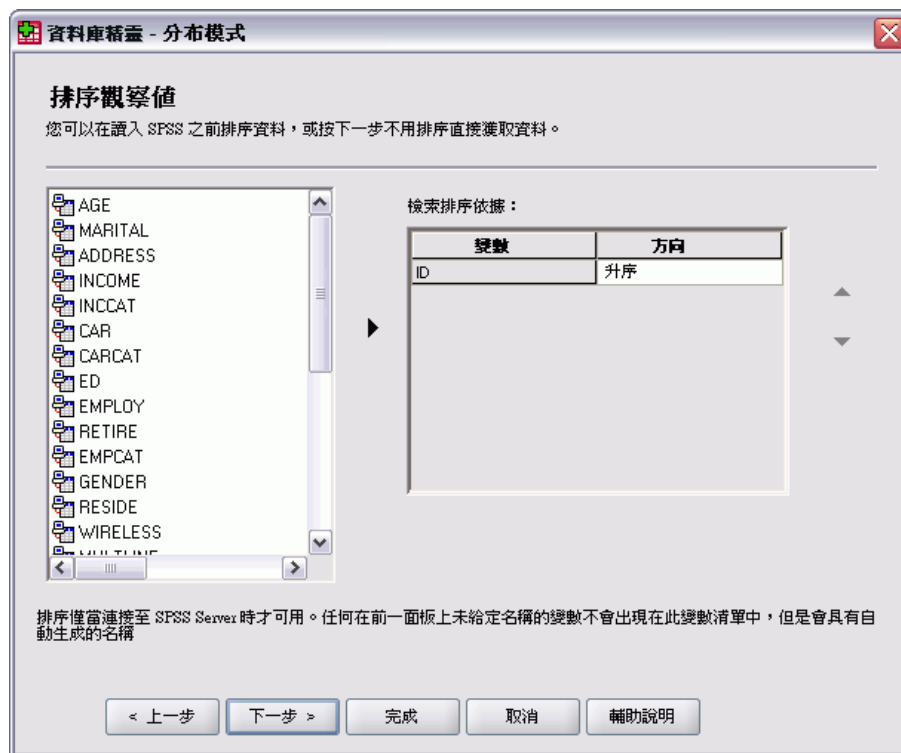 資料庫精靈 - 分布模式
排序觀察值
您可以在讀入 SPSS 之前排序資料，或按下一步不用排序直接獲取資料。
AGE
MARITAL
ADDRESS
INCOME
INCCAT
CAR
CARCAT
ED
EMPLOY
RETIRE
EMPCAT
GENDER
RESIDE
WIRELESS
檢索排序依據：
變數 方向
ID 升序
排序僅當連接至 SPSS Server 時才可用。任何在前一面板上未給定名稱的變數不會出現在此變數清單中，但是會具有自
動生成的名稱
< 上一步 下一步 > 完成 取消 輔助說明